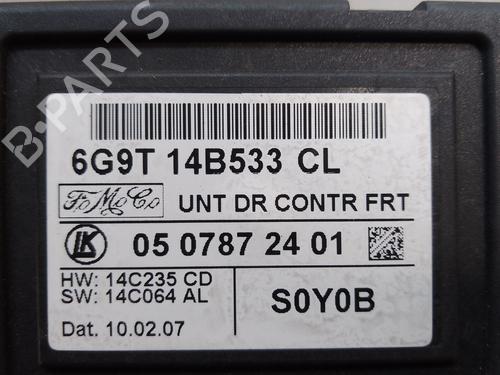 B-PARTS
6G9T 14B533 CL
FoMoCo
UNT DR CONTR FRT
LK
05 0787 24 01
HW: 14C235 CD
SW: 14C064 AL
S0Y0B
Dat. 10.02.07